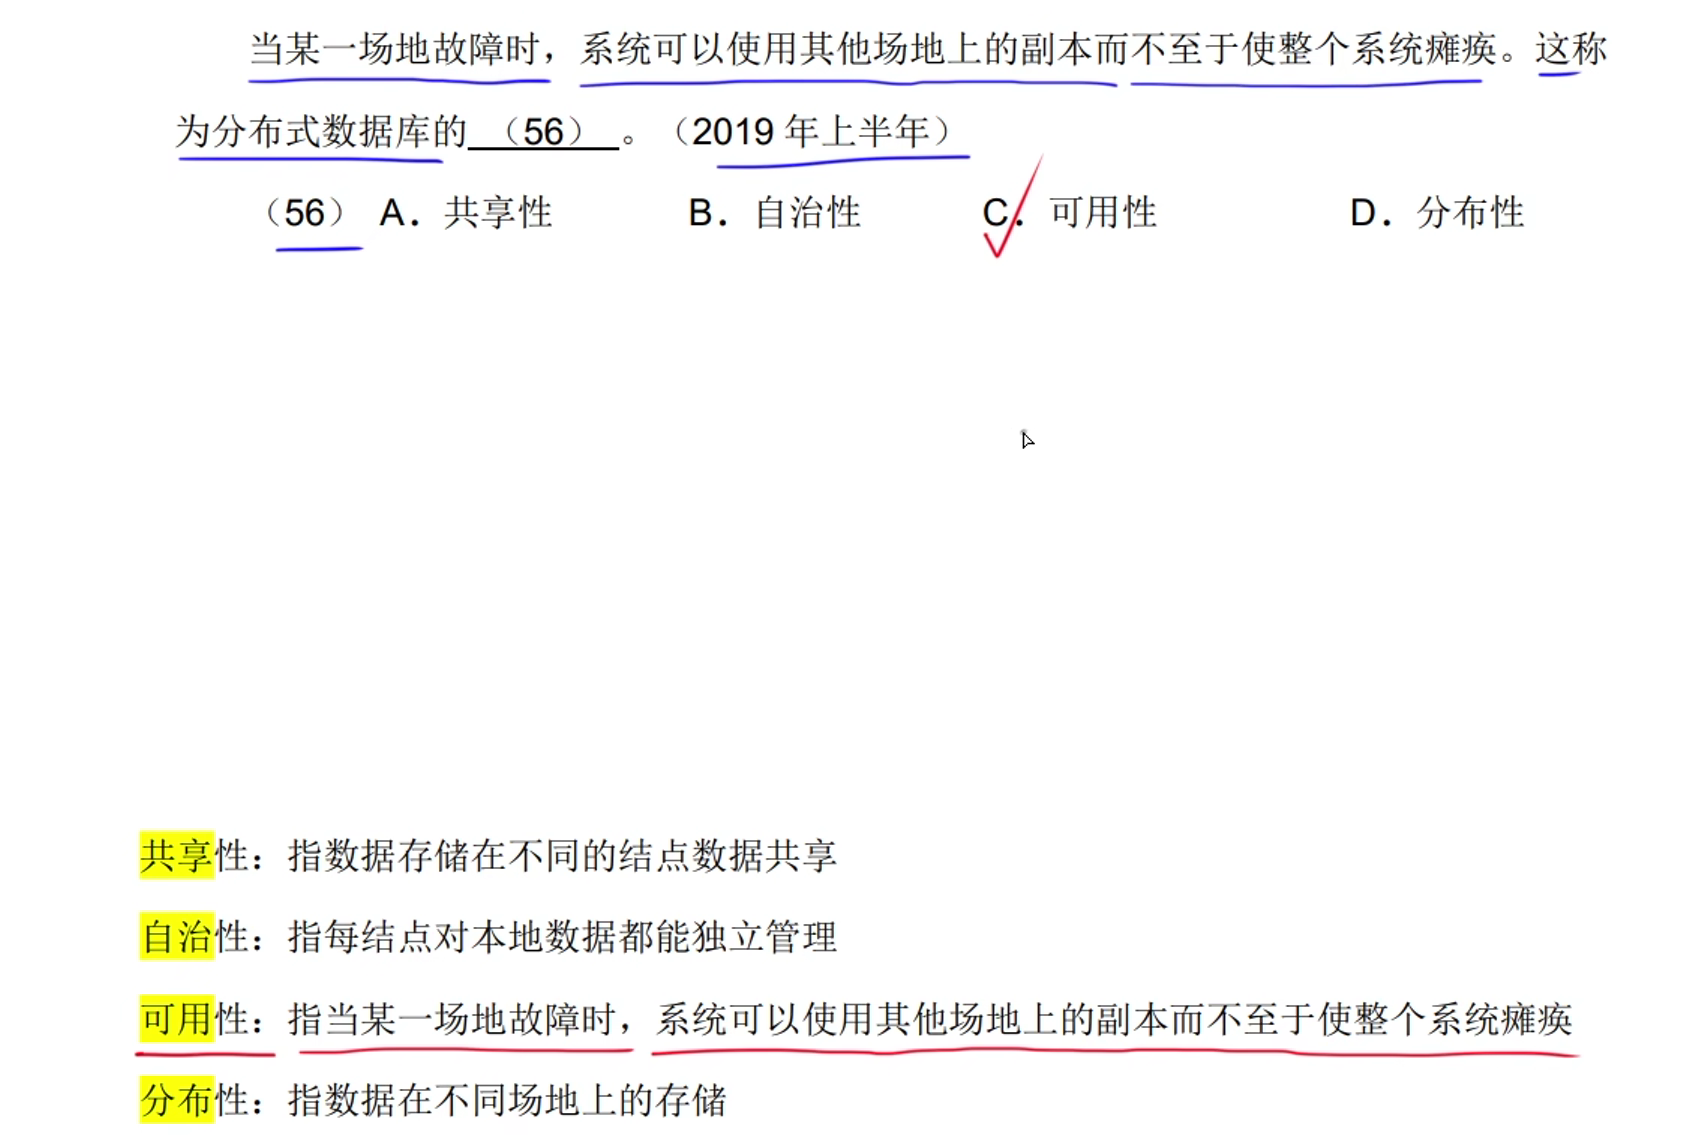 当某一场地故障时，系统可以使用其他场地上的副本而不至于使整个系统瘫痪。这称
为分布式数据库的（56）。（2019年上半年）
（56） A．共享性 B．自治性 C．可用性 D．分布性
共享性：指数据存储在不同的结点数据共享
自治性：指每结点对本地数据都能独立管理
可用性：指当某一场地故障时，系统可以使用其他场地上的副本而不至于使整个系统瘫痪
分布性：指数据在不同场地上的存储